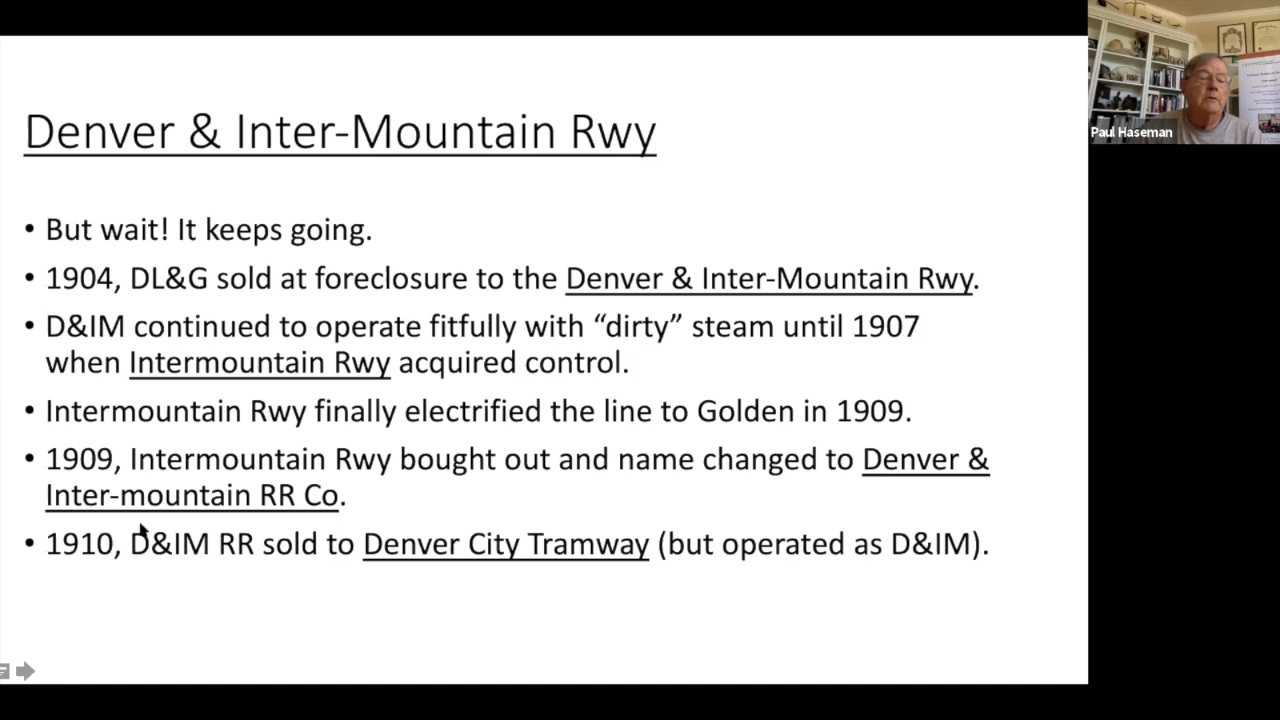 Denver & Inter-Mountain Rwy
• But wait! It keeps going.
• 1904, DL&G sold at foreclosure to the Denver & Inter-Mountain Rwy.
• D&IM continued to operate fitfully with “dirty” steam until 1907
when Intermountain Rwy acquired control.
• Intermountain Rwy finally electrified the line to Golden in 1909.
• 1909, Intermountain Rwy bought out and name changed to Denver &
Inter-mountain RR Co.
• 1910, D&IM RR sold to Denver City Tramway (but operated as D&IM).
Paul Haseman